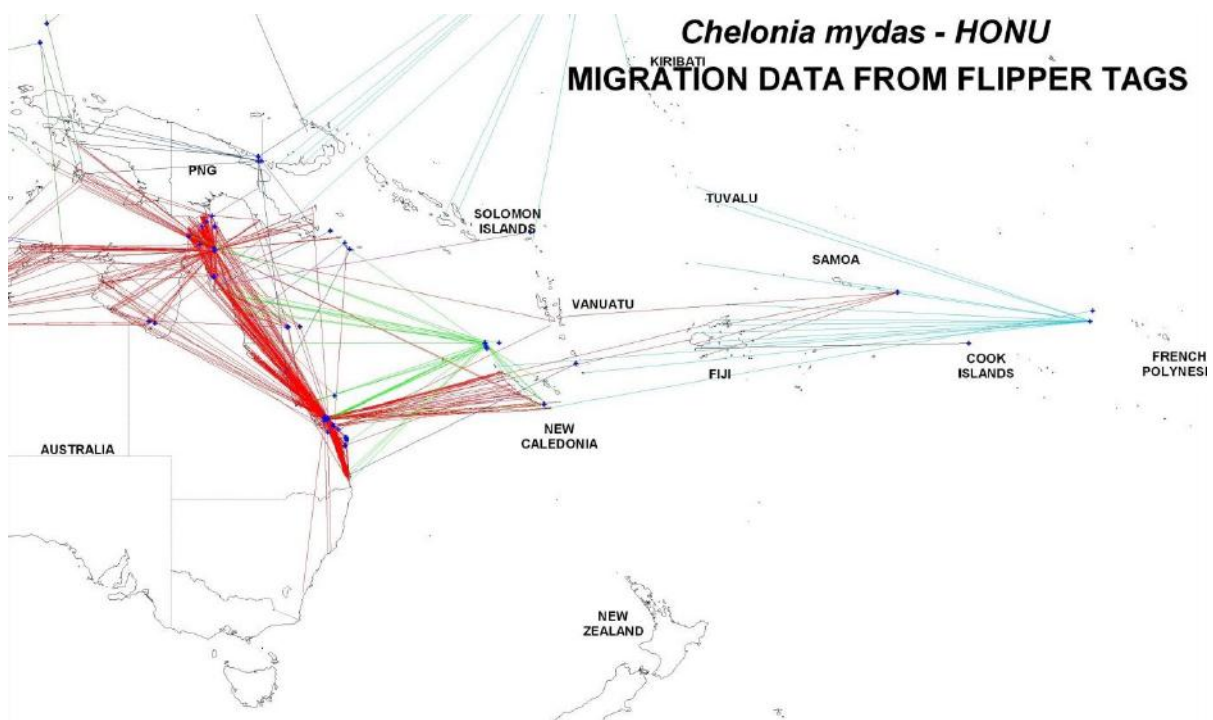 Chelonia mydas - HONU
KIRIBATI
MIGRATION DATA FROM FLIPPER TAGS
PNG
TUVALU
SOLOMON
ISLANDS
SAMOA
VANUATU
COOK
ISLANDS
FRENCH
POLYNESI
FIJI
NEW
CALEDONIA
AUSTRALIA
NEW
ZEALAND